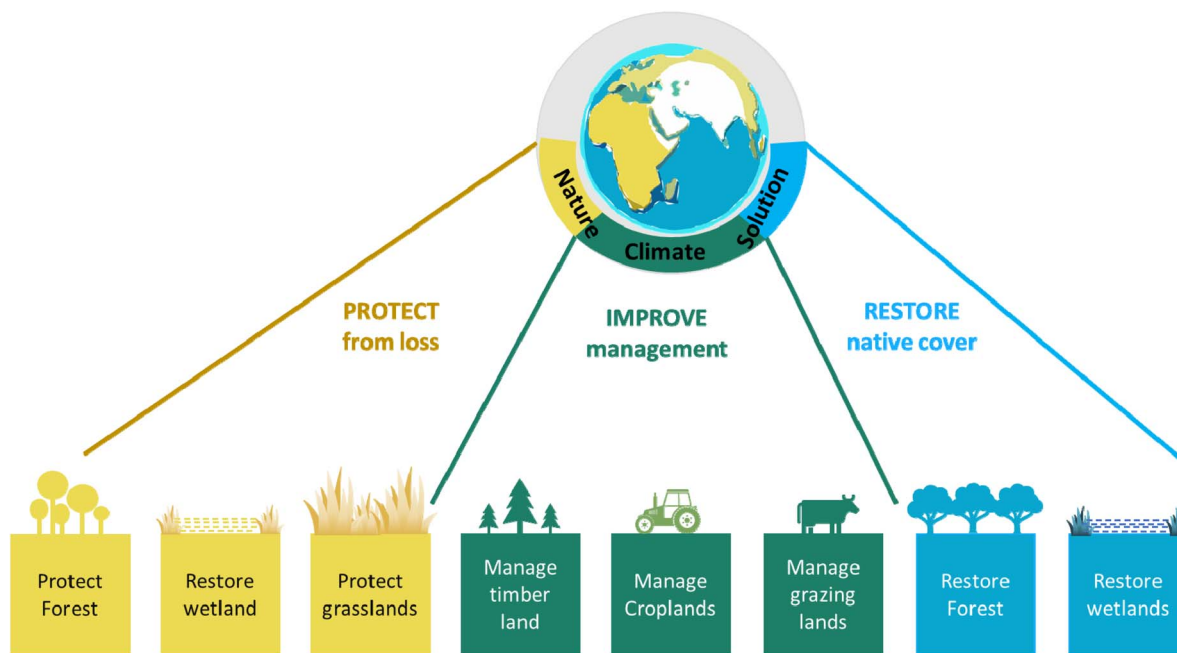 Nature
Climate
Solution
PROTECT
from loss
IMPROVE
management
RESTORE
native cover
Protect
Forest
Restore
wetland
Protect
grasslands
Manage
timber
land
Manage
Croplands
Manage
grazing
lands
Restore
Forest
Restore
wetlands